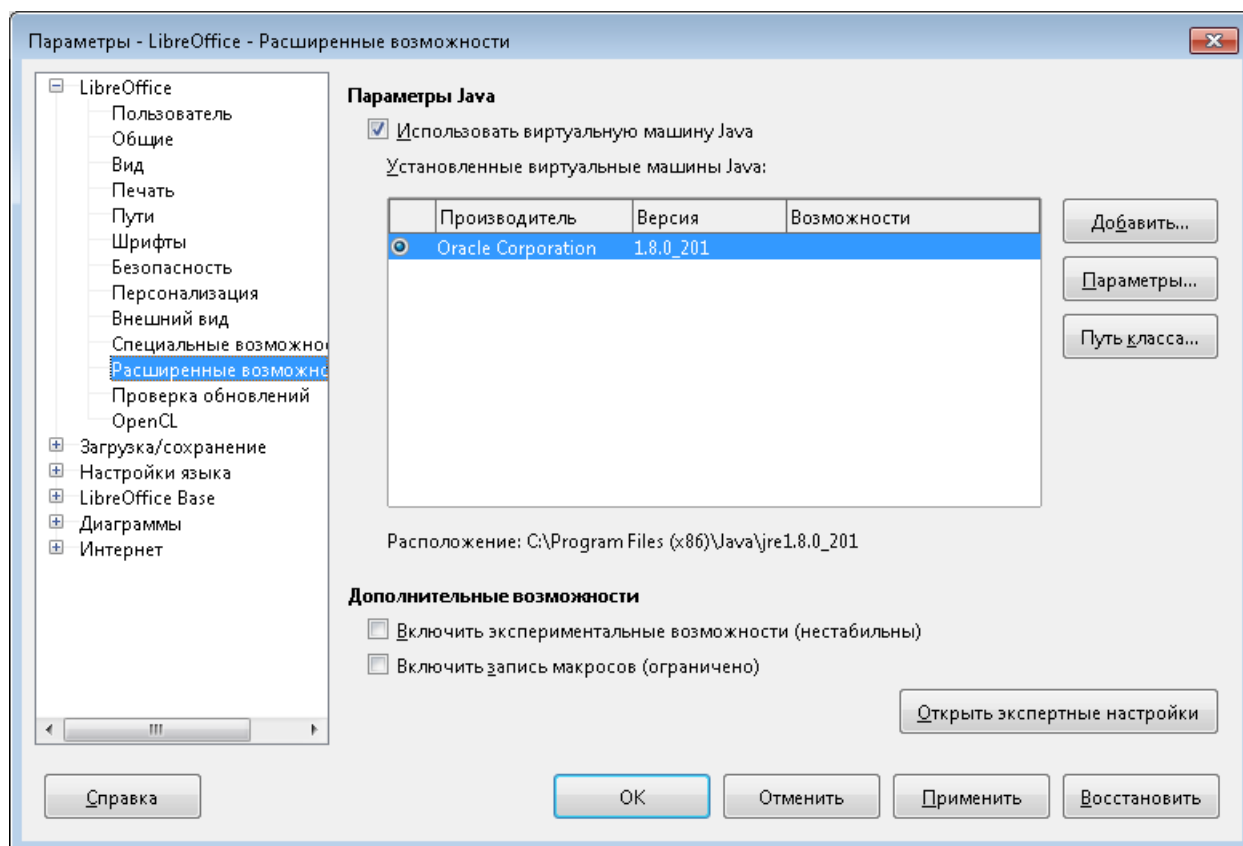 Параметры - LibreOffice - Расширенные возможности
LibreOffice
Пользователь
Общие
Вид
Печать
Пути
Шрифты
Безопасность
Персонализация
Внешний вид
Специальные возможно
Расширенные возможно
Проверка обновлений
OpenCL
Загрузка/сохранение
Настройки языка
LibreOffice Base
Диаграммы
Интернет
Параметры Java
Использовать виртуальную машину Java
Установленные виртуальные машины Java:
Производитель Версия Возможности
Oracle Corporation 1.8.0_201
Добавить...
Параметры...
Путь класса...
Расположение: C:\Program Files (x86)\Java\jre1.8.0_201
Дополнительные возможности
Включить экспериментальные возможности (нестабильны)
Включить запись макросов (ограничено)
Открыть экспертные настройки
Справка OK Отменить Применить Восстановить